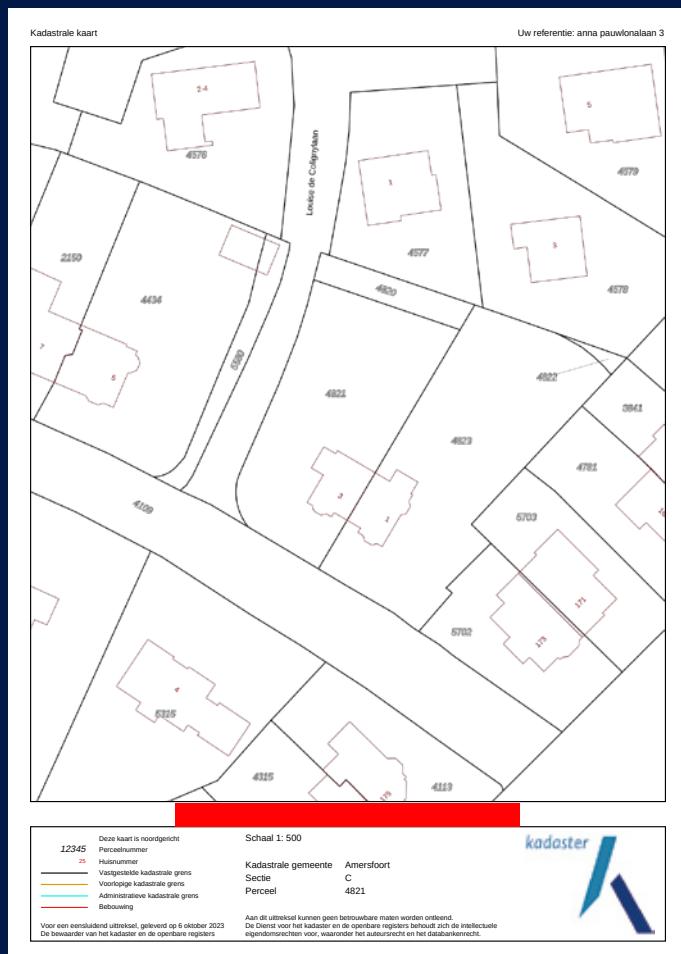 Kadastrale kaart
Uw referentie: anna pauwlonalaan 3
2-4
4576
5
4579
Louise de Colignylaan
1
4577
3
4578
2150
4434
4820
5580
7
5
4821
4822
4823
3841
4781
3
1
4109
5703
171
5702
173
4
5315
4315
175
4113
Deze kaart is noordgericht
12345 Perceelnummer
25 Huisnummer
Vastgestelde kadastrale grens
Voorlopige kadastrale grens
Administratieve kadastrale grens
Bebouwing
Voor een eensluidend uittreksel, geleverd op 6 oktober 2023
De bewaarder van het kadaster en de openbare registers
Schaal 1: 500
Kadastrale gemeente Amersfoort
Sectie C
Perceel 4821
Aan dit uittreksel kunnen geen betrouwbare maten worden ontleend.
De Dienst voor het kadaster en de openbare registers behoudt zich de intellectuele
eigendomsrechten voor, waaronder het auteursrecht en het databankenrecht.
kadaster